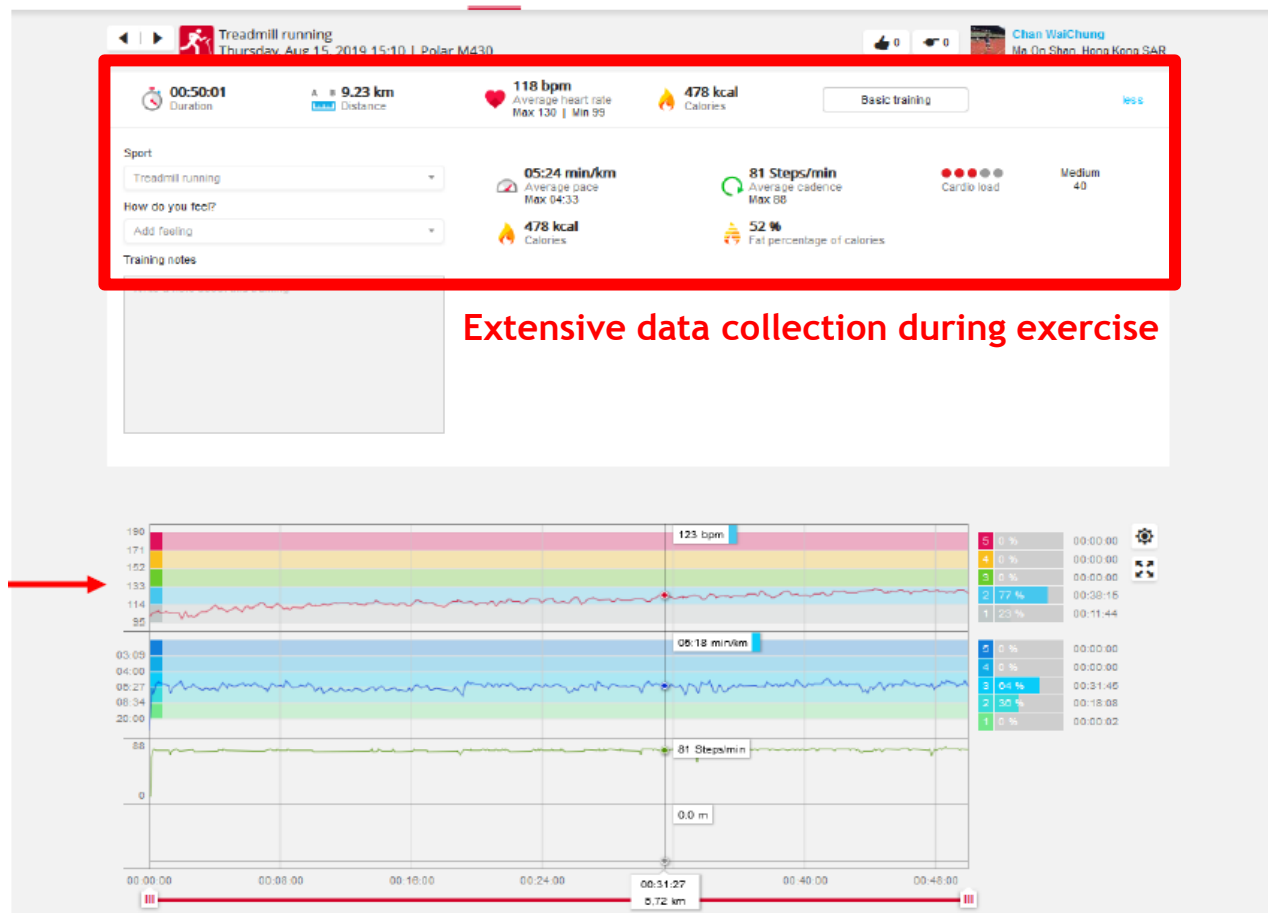 Treadmill running
Thursday, Aug 15, 2019 15:10 | Polar M430
0
0
Chan WaiChung
Ma On Shan, Hong Kong SAR
00:50:01
Duration
A B 9.23 km
Distance
118 bpm
Average heart rate
Max 130 | Min 99
478 kcal
Calories
Basic training
less
Sport
Treadmill running
How do you feel?
Add feeling
Training notes
05:24 min/km
Average pace
Max 04:33
81 Steps/min
Average cadence
Max 88
Cardio load
Medium
40
478 kcal
Calories
52 %
Fat percentage of calories
Extensive data collection during exercise
190
171
152
133
114
95
123 bpm
5 0 % 00:00:00
4 0 % 00:00:00
3 0 % 00:00:00
2 77 % 00:38:15
1 23 % 00:11:44
03:09
04:00
05:27
08:34
20:00
05:18 min/km
5 0 % 00:00:00
4 0 % 00:00:00
3 64 % 00:31:45
2 36 % 00:18:08
1 0 % 00:00:02
88
0
81 Steps/min
0.0 m
00:00:00
00:08:00
00:16:00
00:24:00
00:31:27
5,72 km
00:40:00
00:48:00